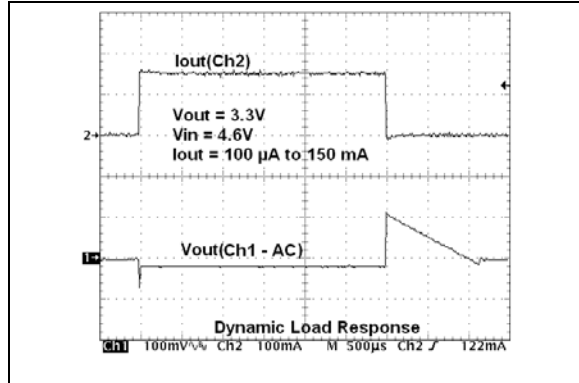 Iout(Ch2)
Vout = 3.3V
2→
Vin = 4.6V
Iout = 100 µA to 150 mA
Vout(Ch1 - AC)
1→
Dynamic Load Response
Ch1 100mV Ch2 100mA M 500µs Ch2 122mA